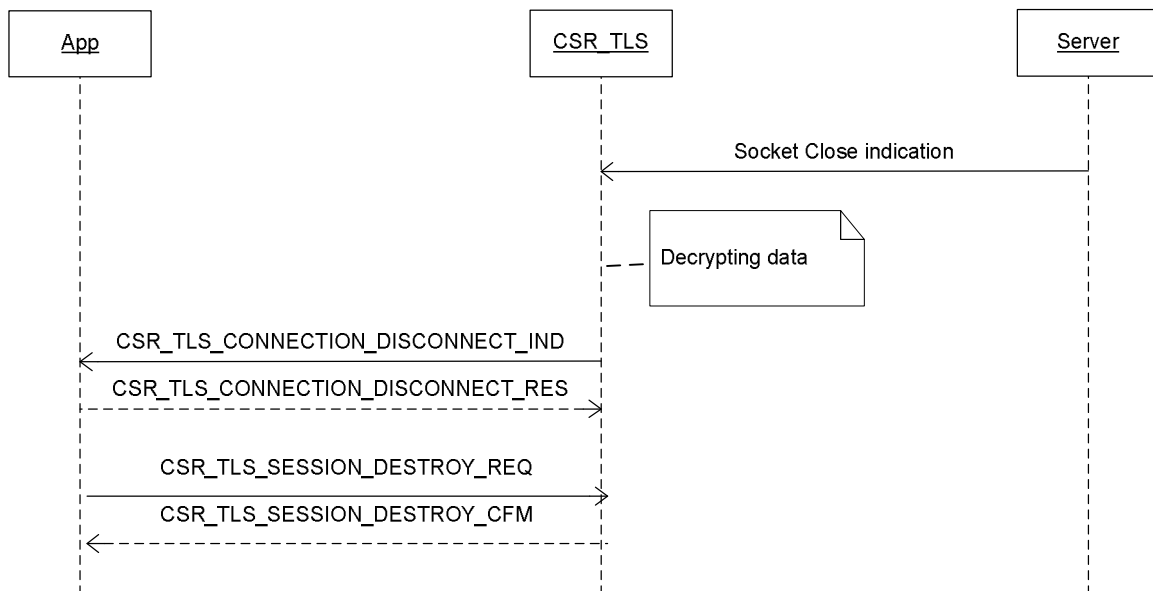 App
CSR_TLS
Server
Socket Close indication
Decrypting data
CSR_TLS_CONNECTION_DISCONNECT_IND
CSR_TLS_CONNECTION_DISCONNECT_RES
CSR_TLS_SESSION_DESTROY_REQ
CSR_TLS_SESSION_DESTROY_CFM